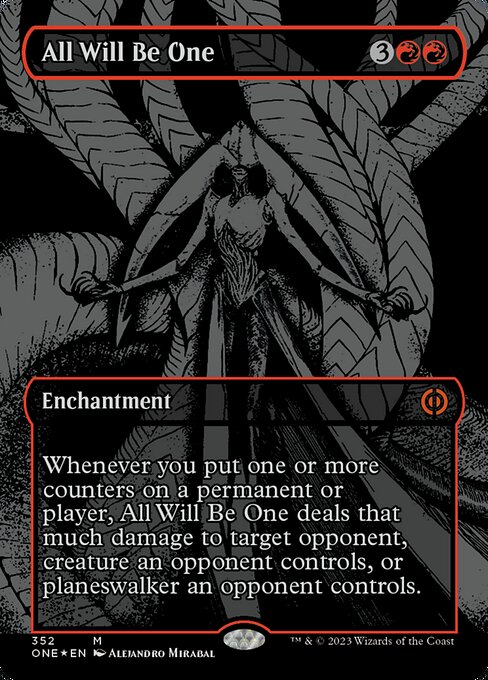 All Will Be One 3
Enchantment
Whenever you put one or more
counters on a permanent or
player, All Will Be One deals that
much damage to target opponent,
creature an opponent controls, or
planeswalker an opponent controls.
352 M
ONE★EN Alejandro Mirabal
™ & © 2023 Wizards of the Coast